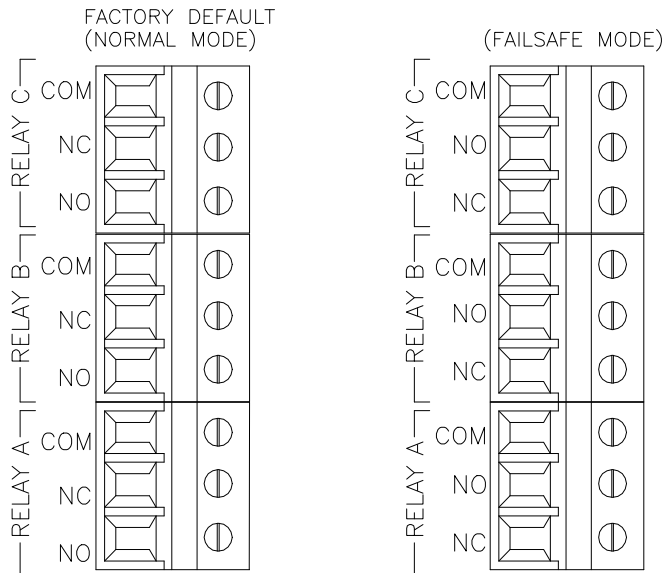 FACTORY DEFAULT
(NORMAL MODE)
RELAY C
COM
NC
NO
RELAY B
COM
NC
NO
RELAY A
COM
NC
NO
(FAILSAFE MODE)
RELAY C
COM
NO
NC
RELAY B
COM
NO
NC
RELAY A
COM
NO
NC